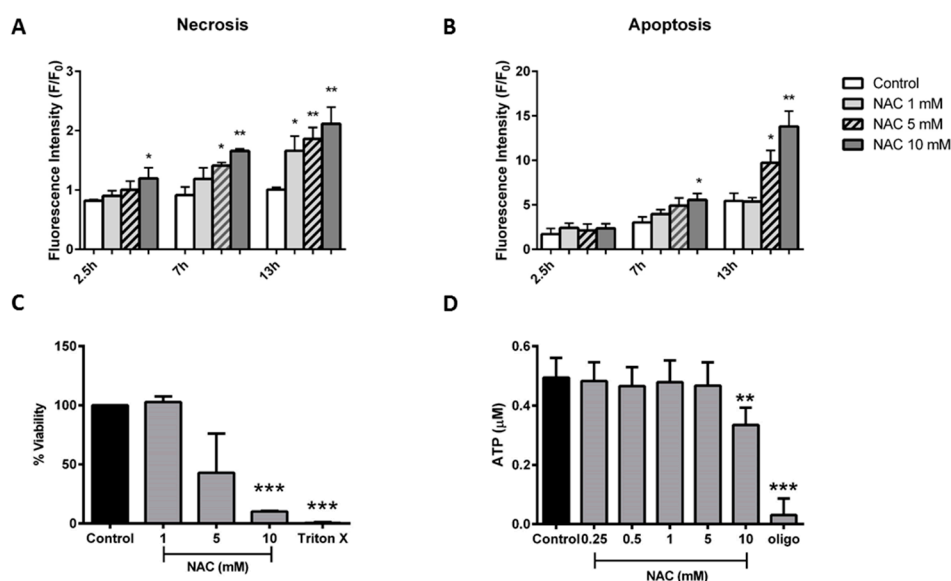 A
Necrosis
Fluorescence Intensity (F/F0)
3
2
1
0
*
*
**
*
**
**
2.5h
7h
13h
B
Apoptosis
Fluorescence Intensity (F/F0)
20
15
10
5
0
*
*
**
2.5h
7h
13h
Control
NAC 1 mM
NAC 5 mM
NAC 10 mM
C
% Viability
150
100
50
0
***
***
Control
1
5
10
Triton X
NAC (mM)
D
ATP (μM)
0.6
0.4
0.2
0.0
**
***
Control
0.25
0.5
1
5
10
oligo
NAC (mM)